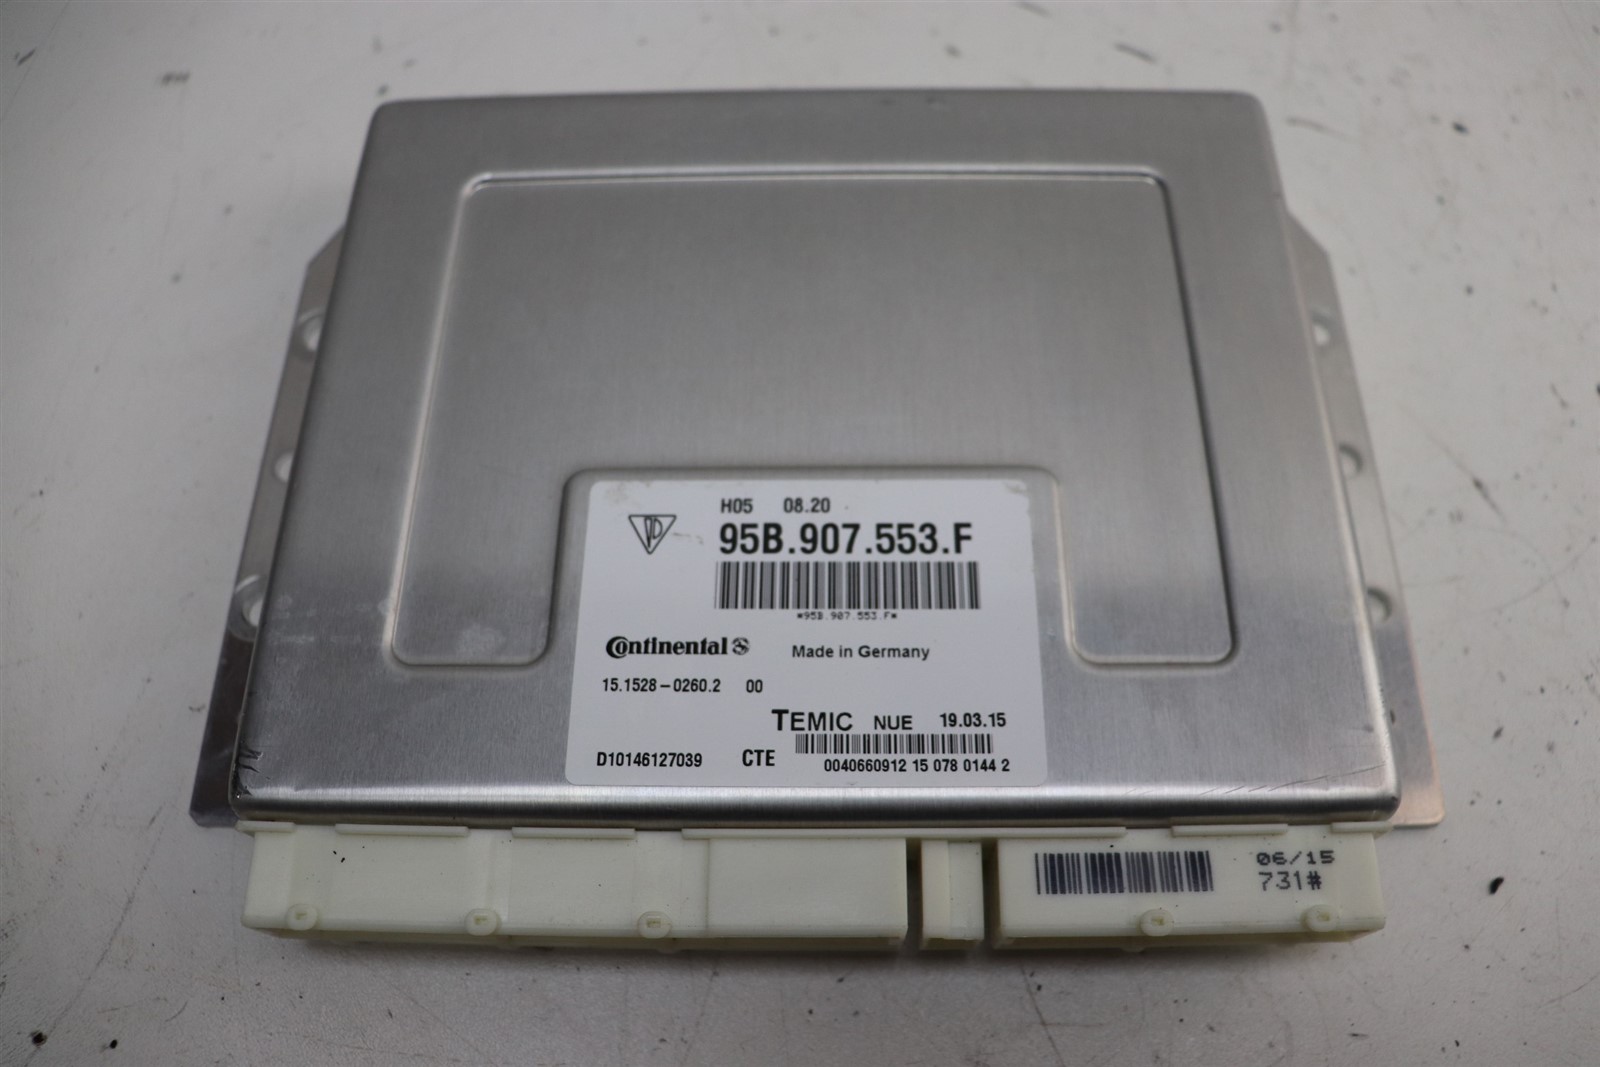 H05 08.20
95B.907.553.F
*95B.907.553.F*
Continental
Made in Germany
15.1528-0260.2 00
TEMIC NUE 19.03.15
D10146127039 CTE
0040660912 15 078 0144 2
06/15
731#